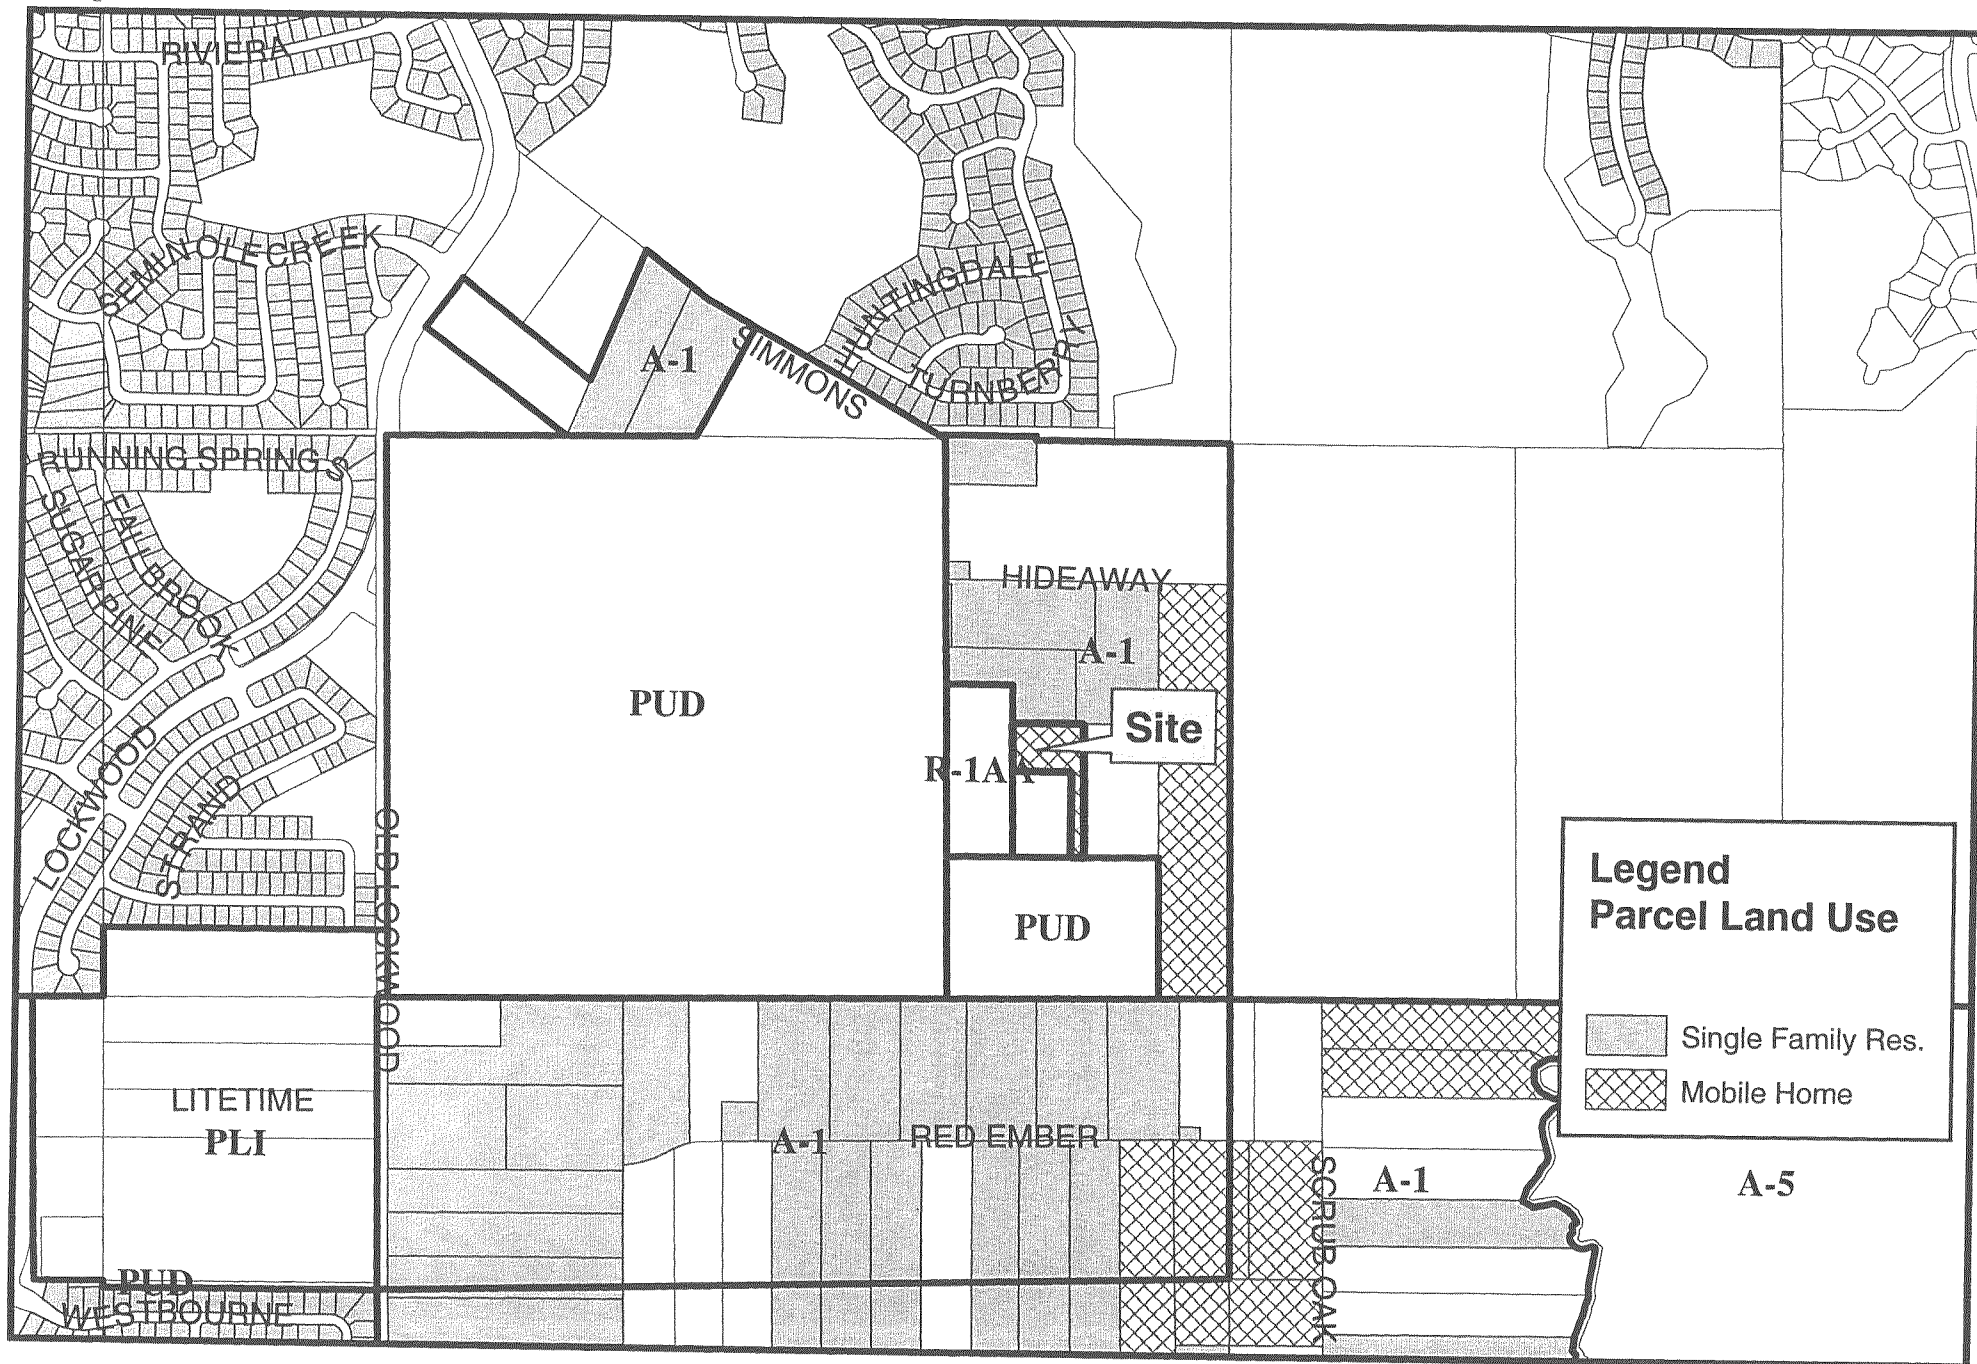 RIVIERA
SEMINOLE CREEK
HUNTINGDALE
A-1
SIMMONS
TURNBERRY
RUNNING SPRINGS
SUGAR PINE
FALLBROOK
HIDEAWAY
A-1
PUD
Site
R-1AA
LOCKWOOD
STRAND
OLD LOCKWOOD
PUD
Legend
Parcel Land Use
Single Family Res.
Mobile Home
LITETIME
PLI
A-1
RED EMBER
SCRUB OAK
A-1
A-5
PUD
WESTBOURNE